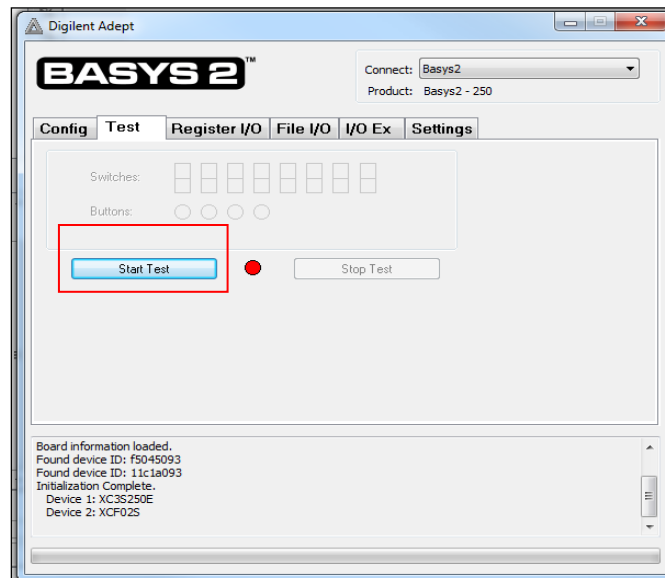 Digilent Adept
BASYS 2™
Connect: Basys2
Product: Basys2 - 250
Config Test Register I/O File I/O I/O Ex Settings
Switches:
Buttons:
Start Test Stop Test
Board information loaded.
Found device ID: f5045093
Found device ID: 11c1a093
Initialization Complete.
Device 1: XC3S250E
Device 2: XCF02S